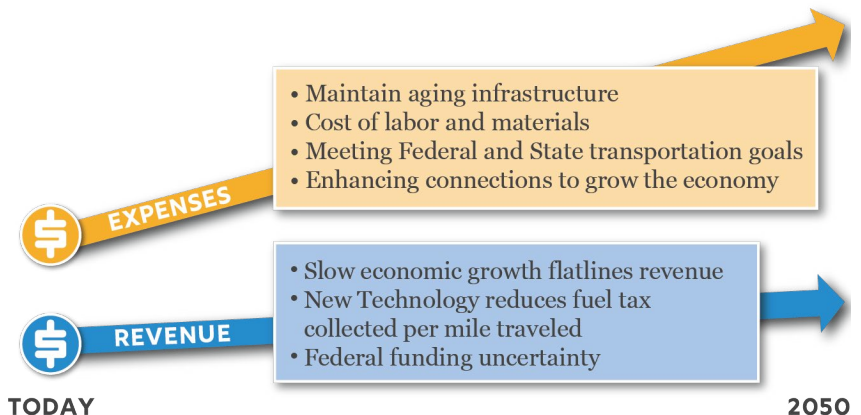 EXPENSES
• Maintain aging infrastructure
• Cost of labor and materials
• Meeting Federal and State transportation goals
• Enhancing connections to grow the economy
REVENUE
• Slow economic growth flatlines revenue
• New Technology reduces fuel tax
collected per mile traveled
• Federal funding uncertainty
TODAY
2050